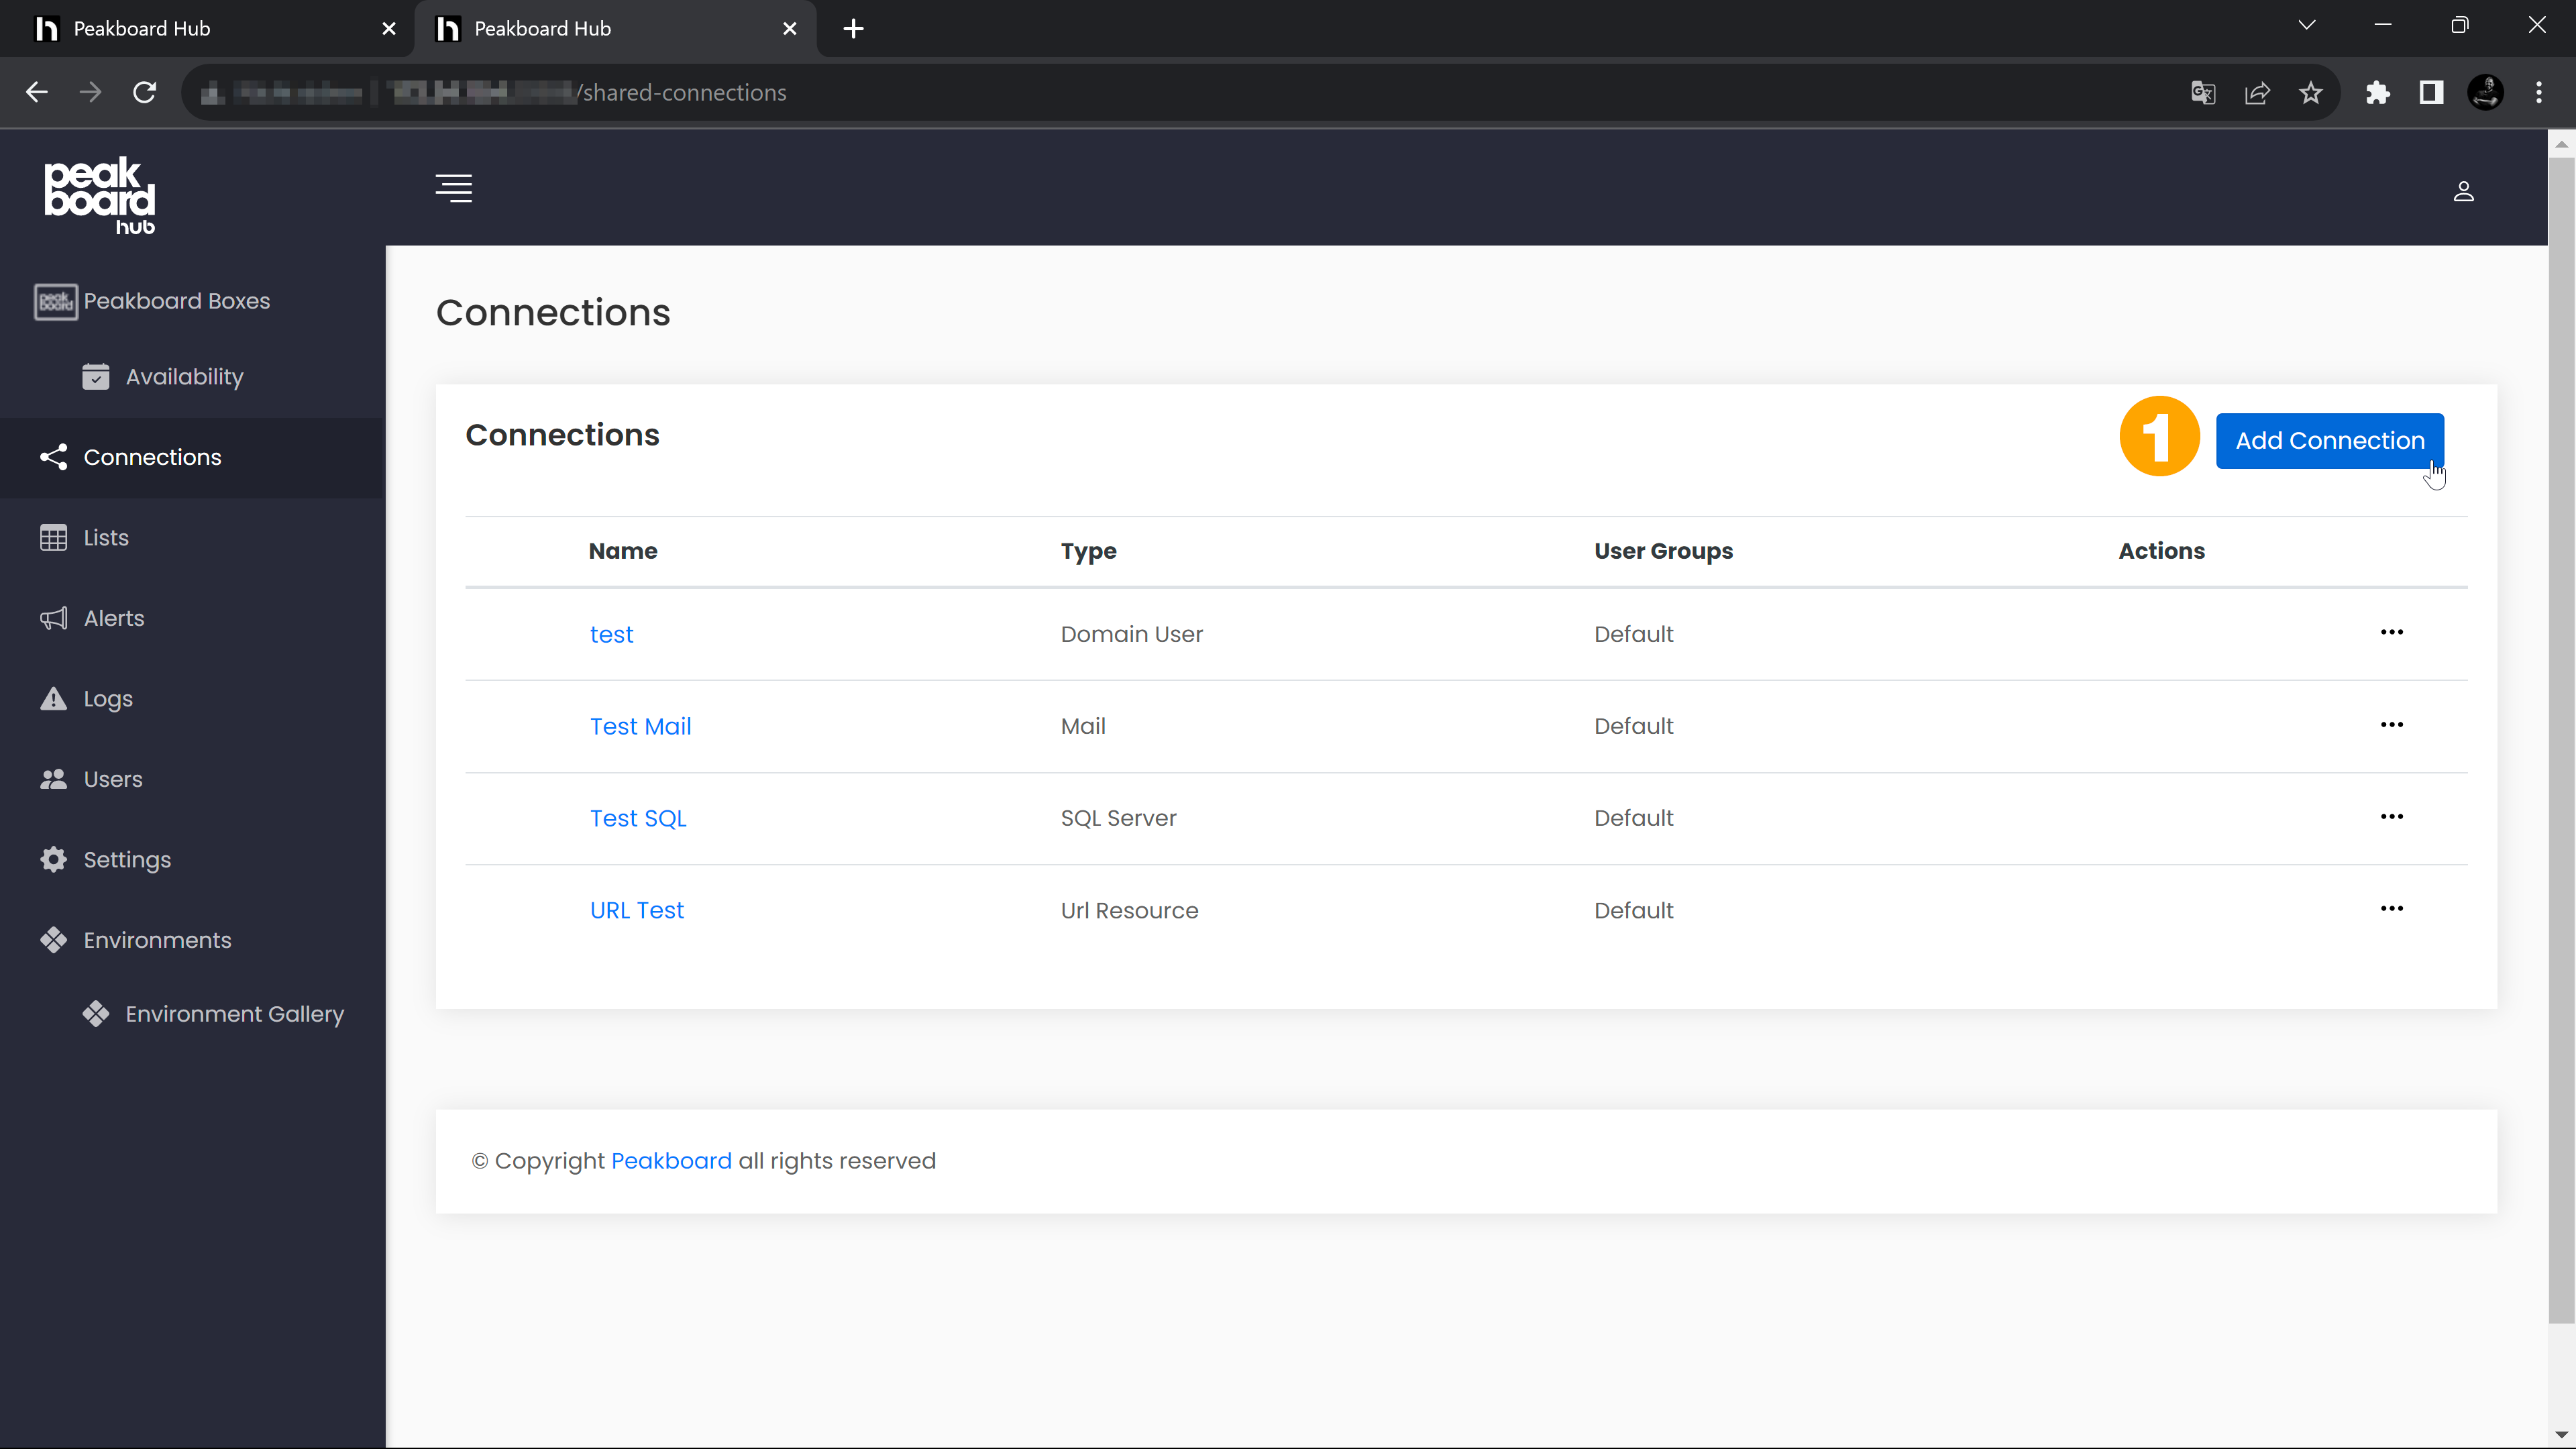 Peakboard Hub
Peakboard Hub
/shared-connections
peak
board
hub
peak
board
Peakboard Boxes
Availability
Connections
Lists
Alerts
Logs
Users
Settings
Environments
Environment Gallery
Connections
Connections
1
Add Connection
Name Type User Groups Actions
test Domain User Default
Test Mail Mail Default
Test SQL SQL Server Default
URL Test Url Resource Default
© Copyright Peakboard all rights reserved